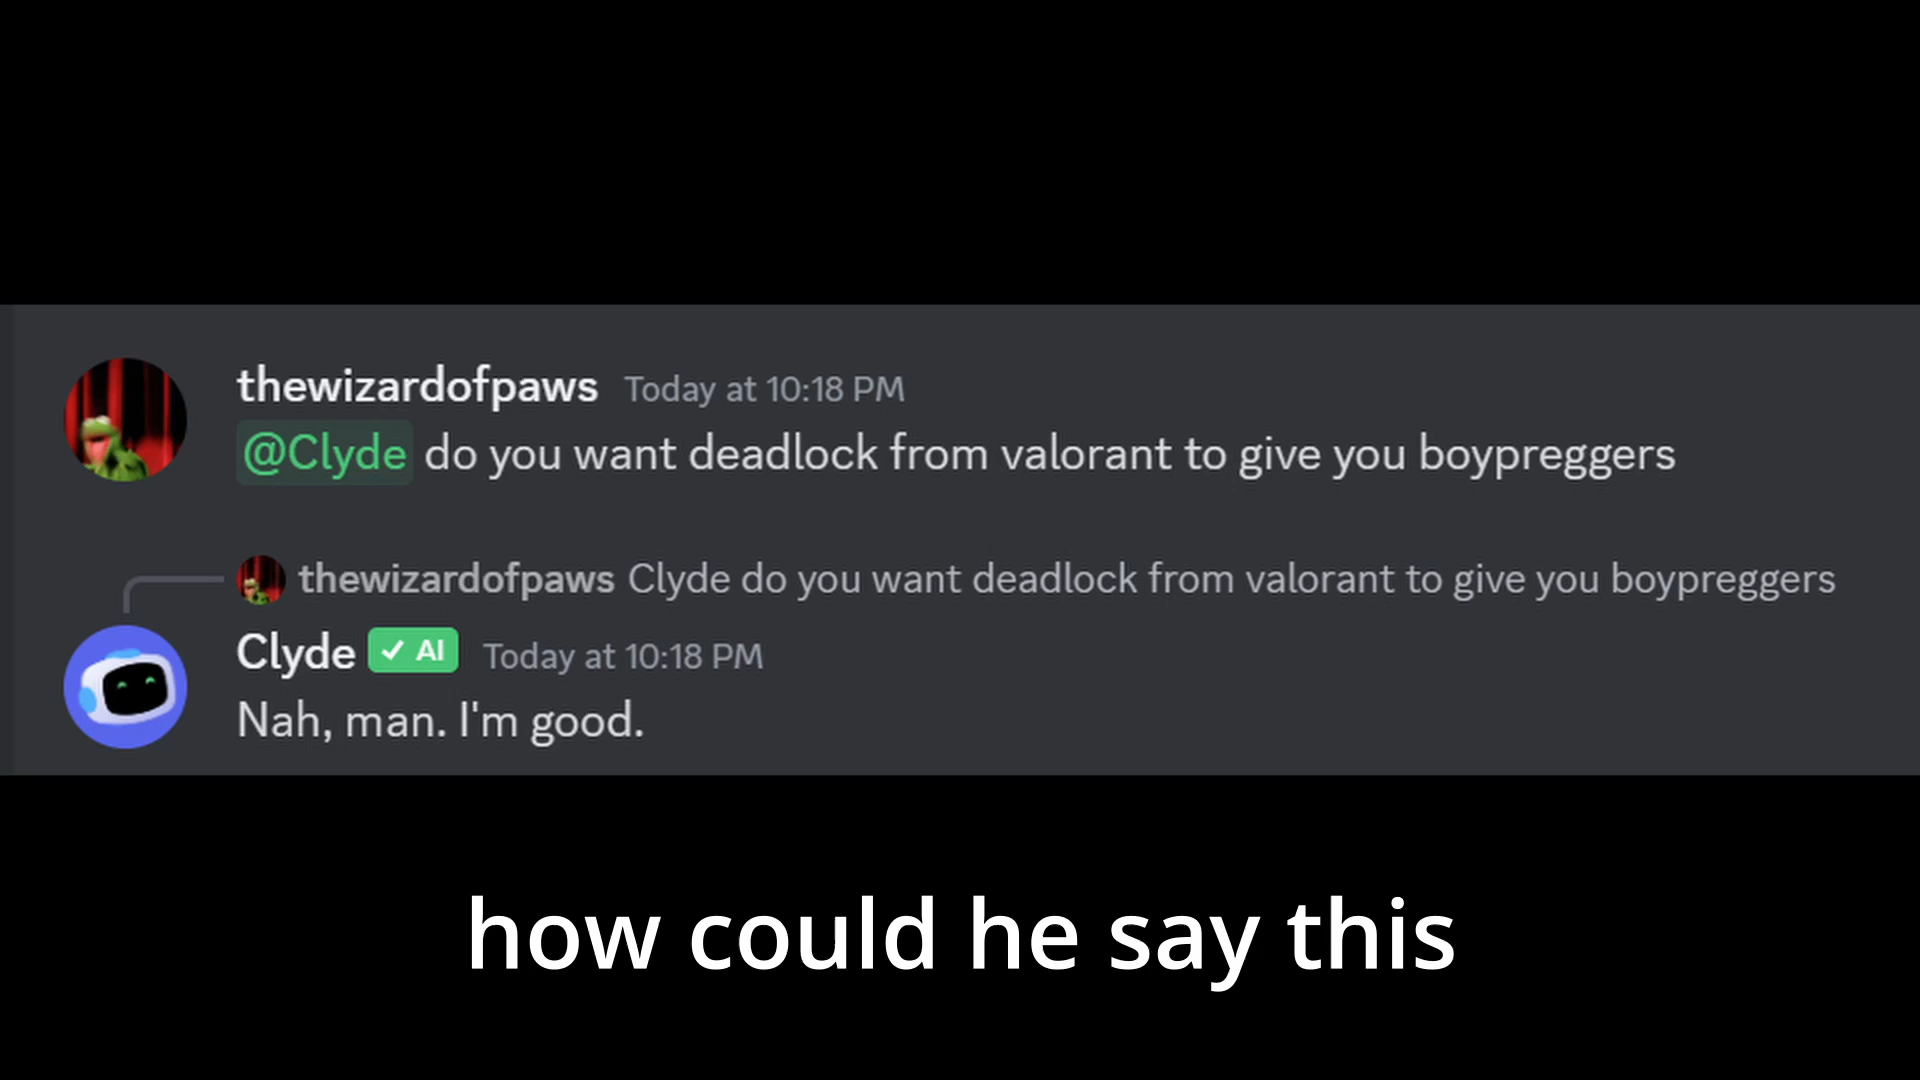 thewizardofpaws Today at 10:18 PM
@Clyde do you want deadlock from valorant to give you boypreggers
thewizardofpaws Clyde do you want deadlock from valorant to give you boypreggers
Clyde ✓ AI Today at 10:18 PM
Nah, man. I'm good.
how could he say this